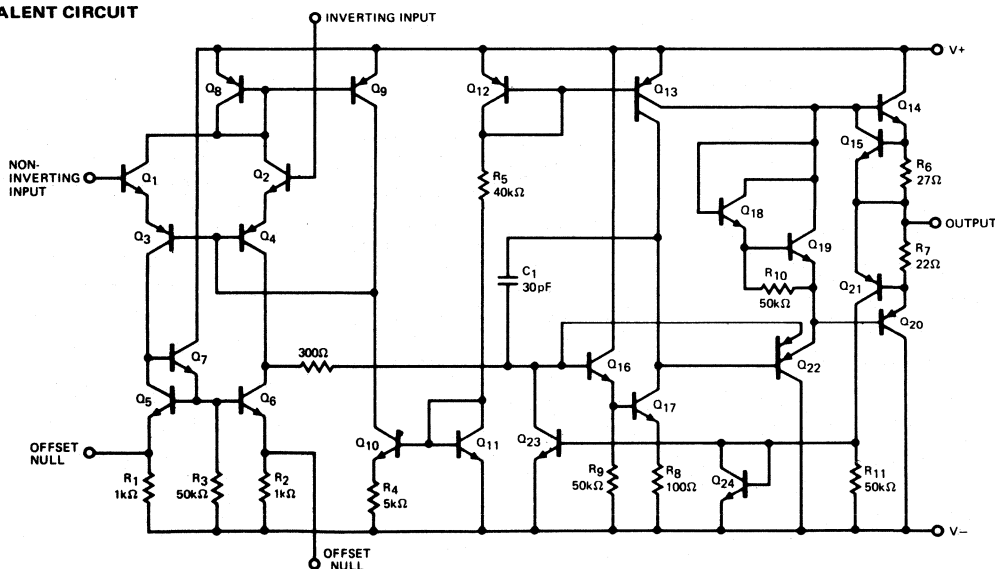 ALENT CIRCUIT
INVERTING INPUT
V+
Q8
Q9
Q12
Q13
Q14
Q15
NON-
INVERTING
INPUT
Q1
Q2
R5
40kΩ
R6
27Ω
Q18
Q3
Q4
Q19
OUTPUT
C1
30pF
R7
22Ω
R10
50kΩ
Q21
Q20
Q7
300Ω
Q16
Q22
Q5
Q6
Q17
Q10
Q11
Q23
OFFSET
NULL
R1
1kΩ
R3
50kΩ
R2
1kΩ
R4
5kΩ
R9
50kΩ
R8
100Ω
Q24
R11
50kΩ
V−
OFFSET
NULL